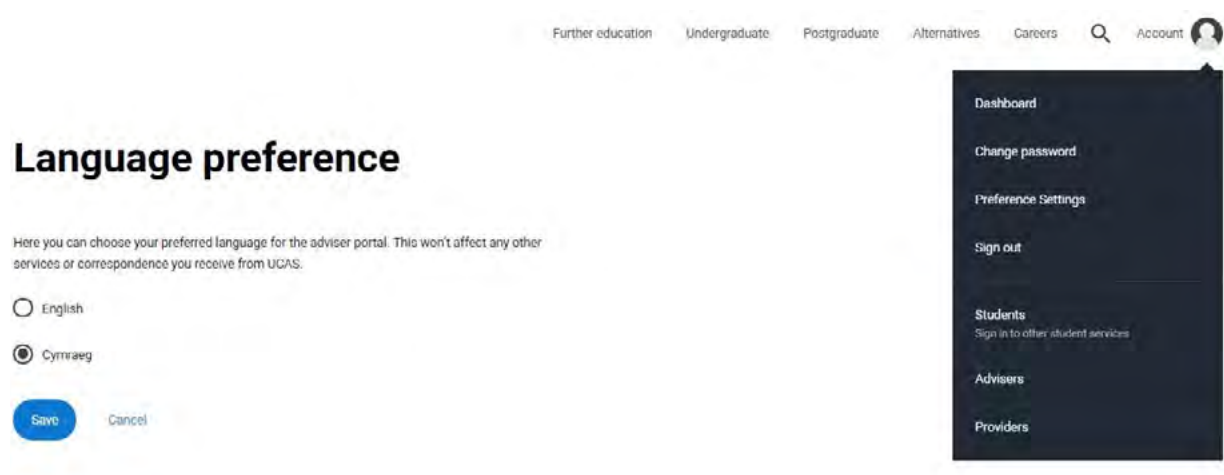 Further education Undergraduate Postgraduate Alternatives Careers Account
Dashboard
Change password
Preference Settings
Sign out
Students
Sign in to other student services
Advisers
Providers
Language preference
Here you can choose your preferred language for the adviser portal. This won't affect any other
services or correspondence you receive from UCAS.
English
Cymraeg
Save Cancel